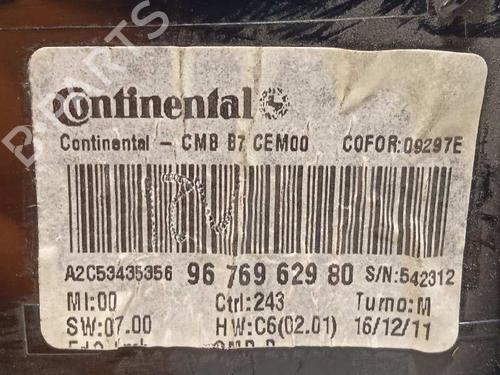 Continental
Continental - CMB B7 CEM00 COFOR:09297E
A2C53435356 96 769 629 80 S/N:542312
MI:00 Ctrl:243 Turno:M
SW:07.00 HW:C6(02.01) 16/12/11